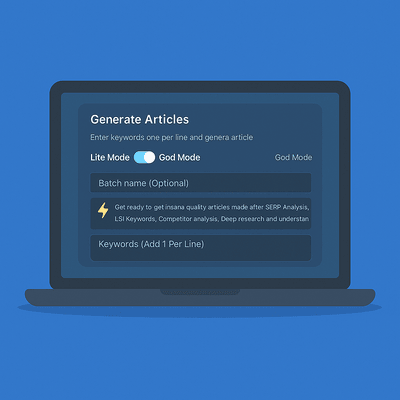 Generate Articles
Enter keywords one per line and genera article
Lite Mode God Mode God Mode
Batch name (Optional)
Get ready to get insana quality articles made after SERP Analysis,
LSI Keywords, Competitor analysis, Deep research and understan
Keywords (Add 1 Per Line)